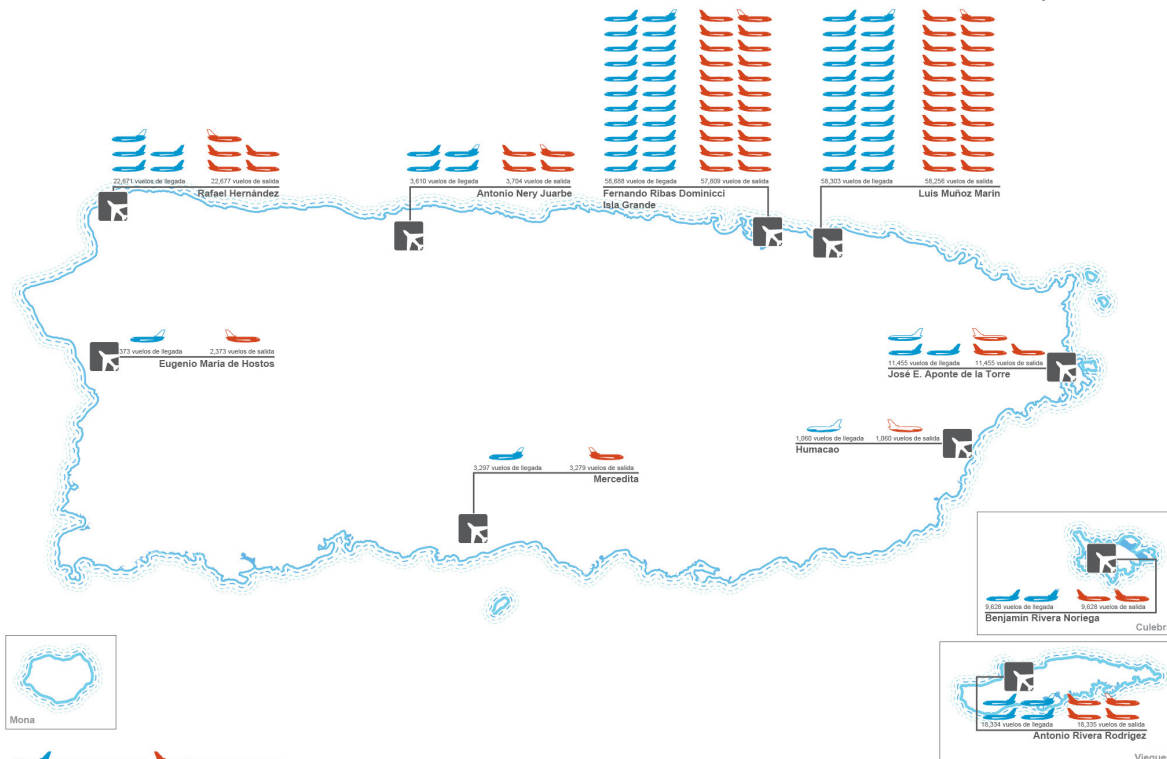 22,671 vuelos de llegada 22,677 vuelos de salida
Rafael Hernández
3,610 vuelos de llegada 3,704 vuelos de salida
Antonio Nery Juarbe
58,688 vuelos de llegada 57,809 vuelos de salida
Fernando Ribas Dominicci
Isla Grande
58,303 vuelos de llegada 58,256 vuelos de salida
Luis Muñoz Marin
373 vuelos de llegada 2,373 vuelos de salida
Eugenio María de Hostos
11,455 vuelos de llegada 11,455 vuelos de salida
José E. Aponte de la Torre
1,060 vuelos de llegada 1,060 vuelos de salida
Humacao
3,297 vuelos de llegada 3,279 vuelos de salida
Mercedita
9,628 vuelos de llegada 9,628 vuelos de salida
Benjamín Rivera Noriega
Culebr
Mona
18,334 vuelos de llegada 18,335 vuelos de salida
Antonio Rivera Rodrigez
Vieques